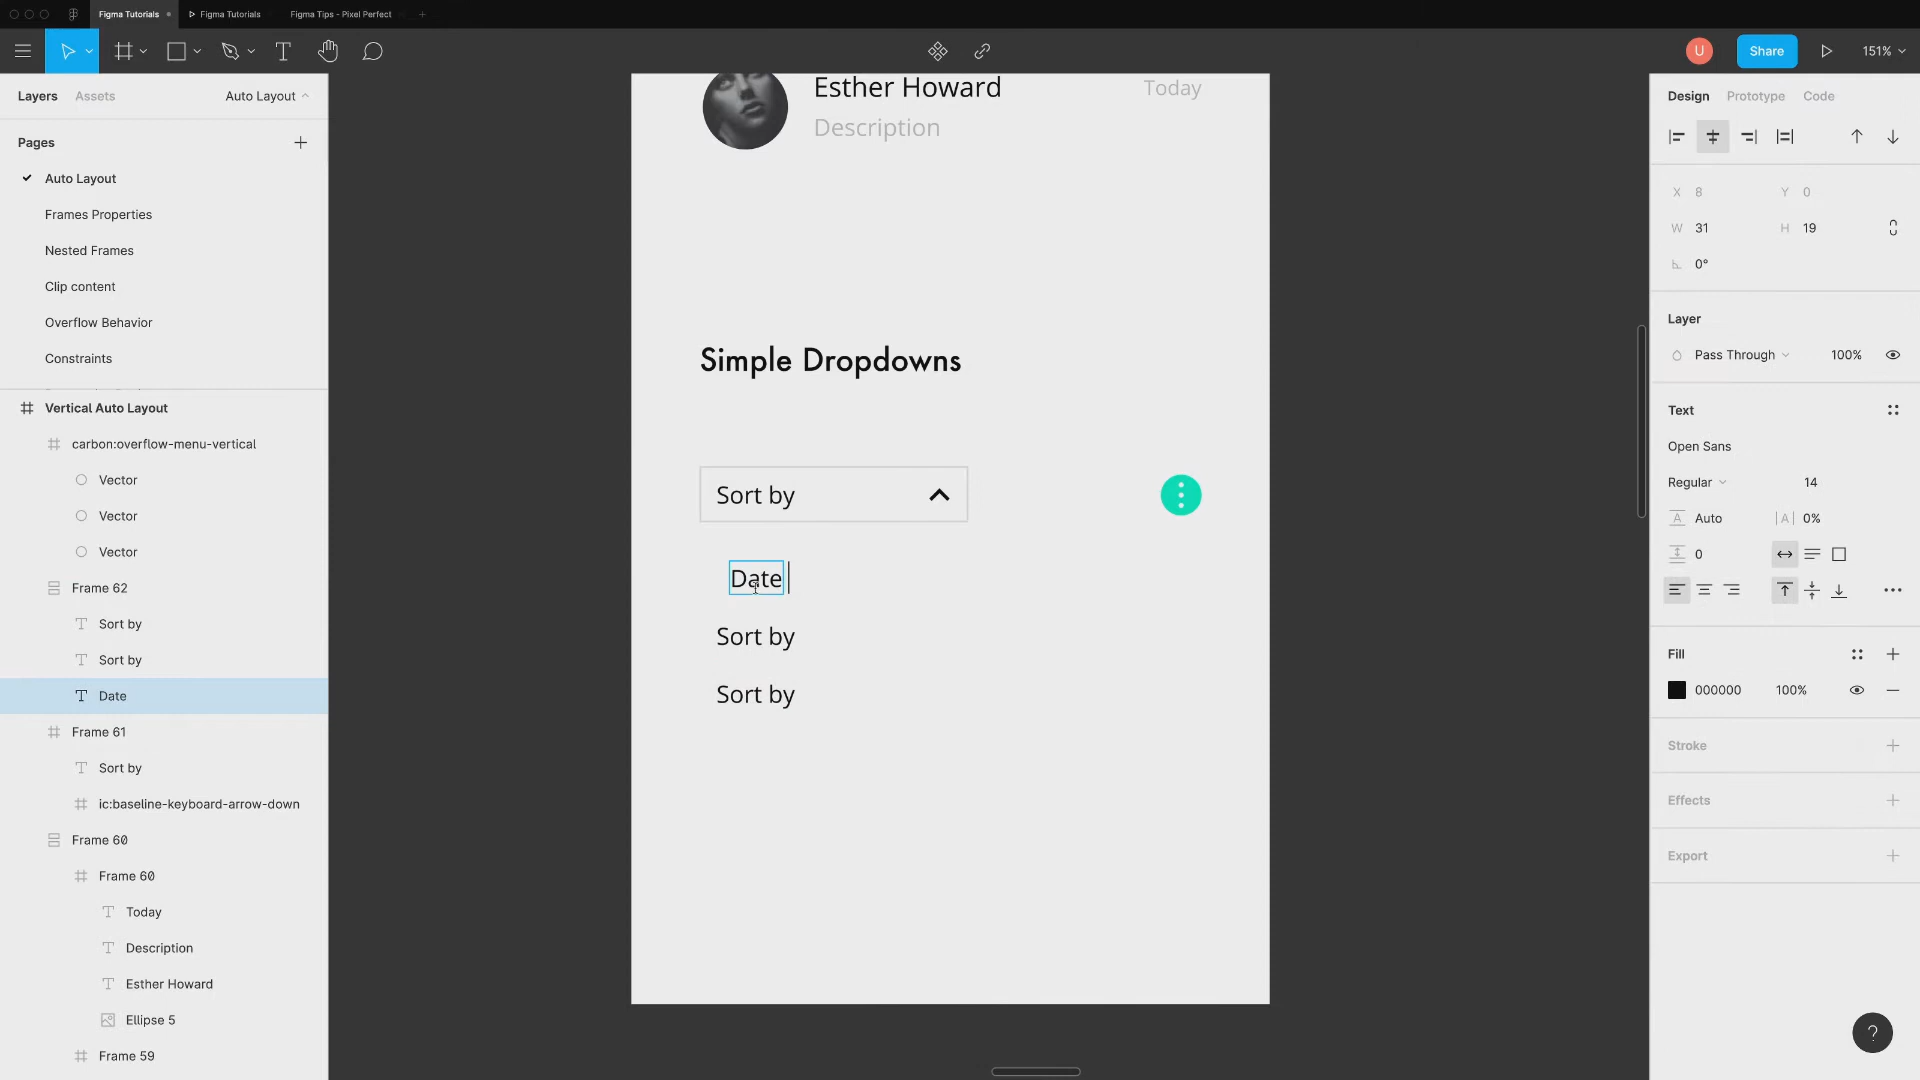 Figma Tutorials
Figma Tutorials
Figma Tips - Pixel Perfect
U
Share
151%
Layers
Assets
Auto Layout
Pages
Auto Layout
Frames Properties
Nested Frames
Clip content
Overflow Behavior
Constraints
Vertical Auto Layout
carbon:overflow-menu-vertical
Vector
Vector
Vector
Frame 62
Sort by
Sort by
Date
Frame 61
Sort by
ic:baseline-keyboard-arrow-down
Frame 60
Frame 60
Today
Description
Esther Howard
Ellipse 5
Frame 59
Esther Howard
Today
Description
Simple Dropdowns
Sort by
Date
Sort by
Sort by
Design
Prototype
Code
X 8
Y 0
W 31
H 19
0°
Layer
Pass Through
100%
Text
Open Sans
Regular
14
Auto
0%
0
Fill
000000
100%
Stroke
Effects
Export
?